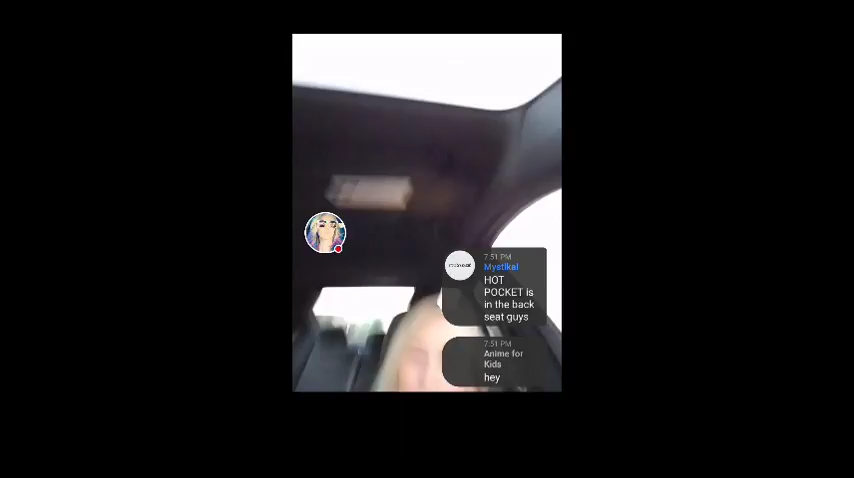 7:51 PM
Mystikal
HOT
POCKET is
in the back
seat guys
7:51 PM
Anime for
Kids
hey